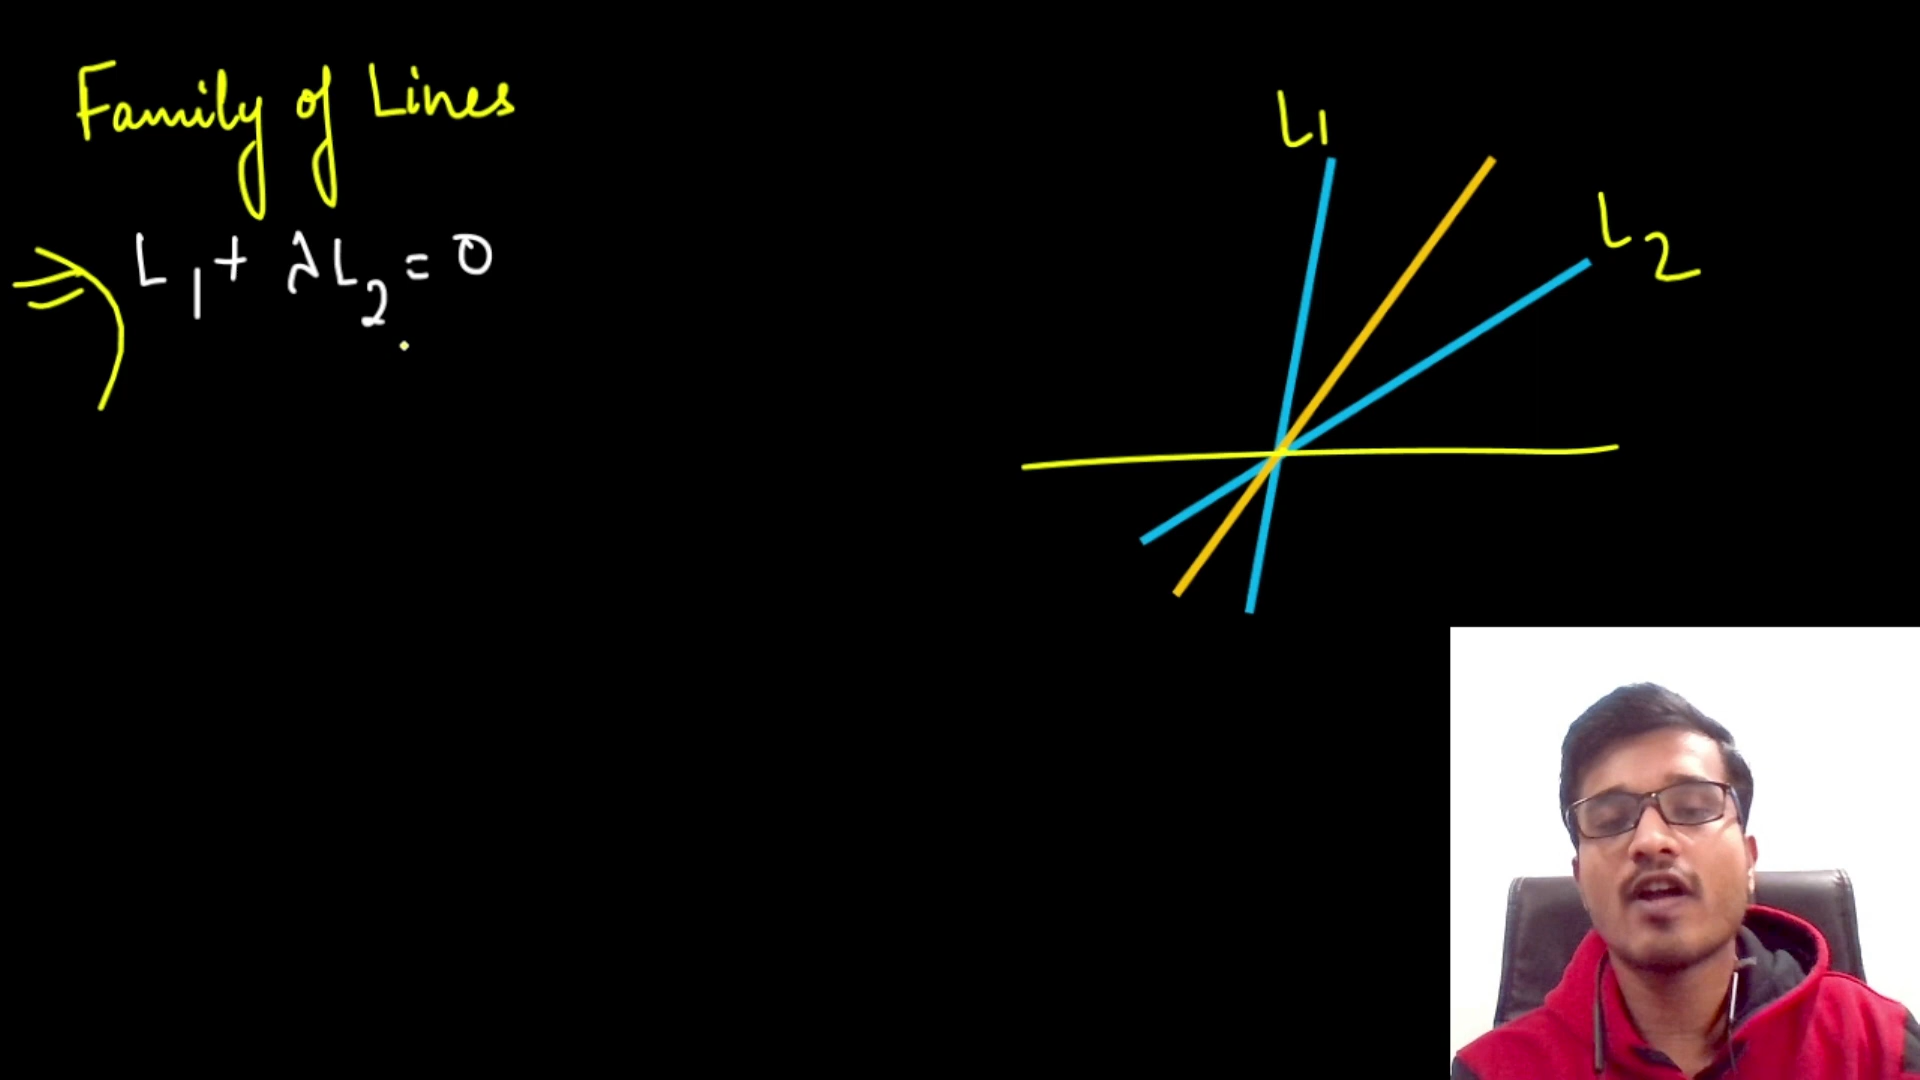 Family of Lines
⇒ L₁ + λL₂ = 0
L1
L2